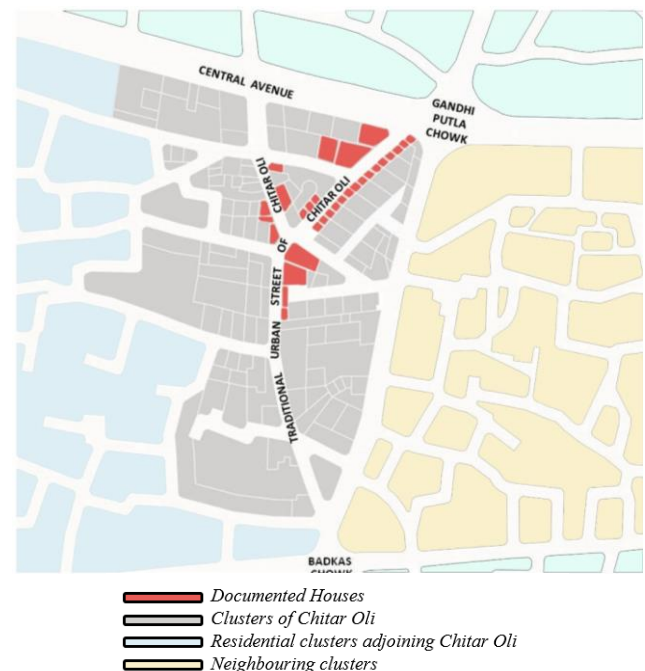 CENTRAL AVENUE
GANDHI
PUTLA
CHOWK
CHITAR OLI
CHITAR OLI
TRADITIONAL URBAN STREET OF
BADKAS
CHOWK
Documented Houses
Clusters of Chitar Oli
Residential clusters adjoining Chitar Oli
Neighbouring clusters